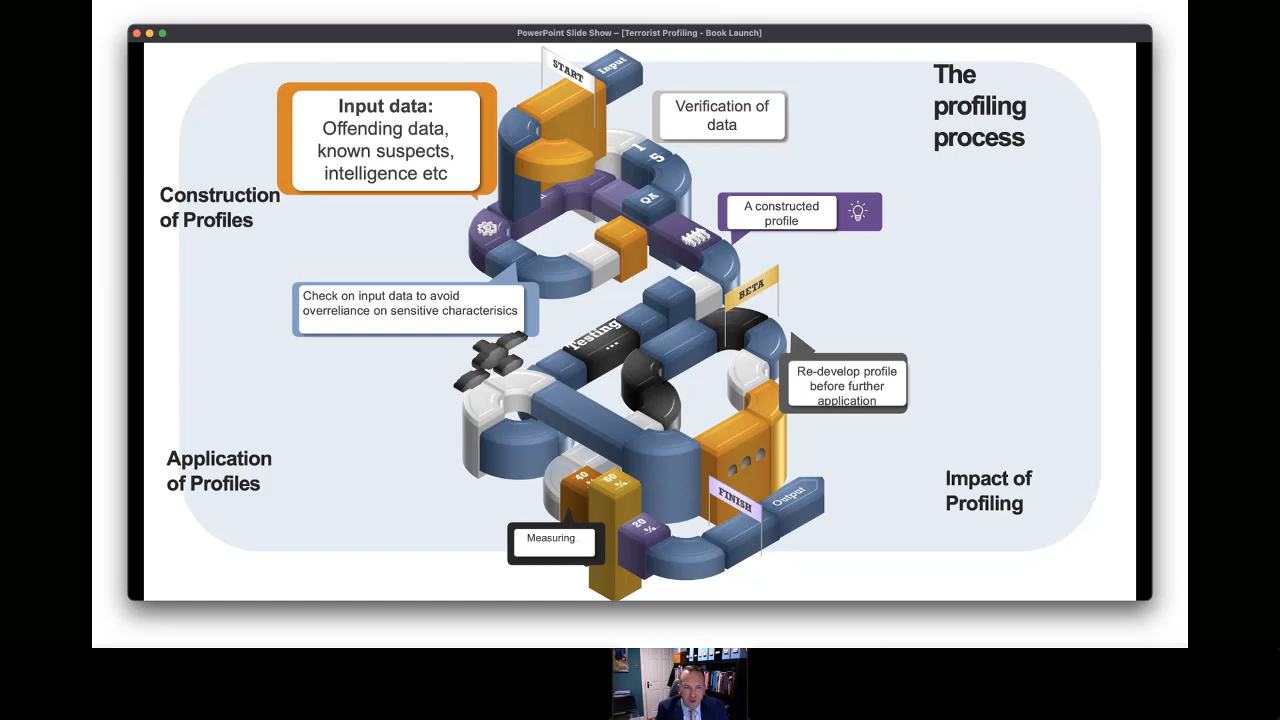 PowerPoint Slide Show – [Terrorist Profiling - Book Launch]
The
profiling
process
START
Input
Input data:
Offending data,
known suspects,
intelligence etc
Verification of
data
1
5
QA
Construction
of Profiles
A constructed
profile
Check on input data to avoid
overreliance on sensitive characterisics
BETA
Testing
...
Re-develop profile
before further
application
Application
of Profiles
Impact of
Profiling
40
%
60
%
20
%
FINISH
Output
Measuring